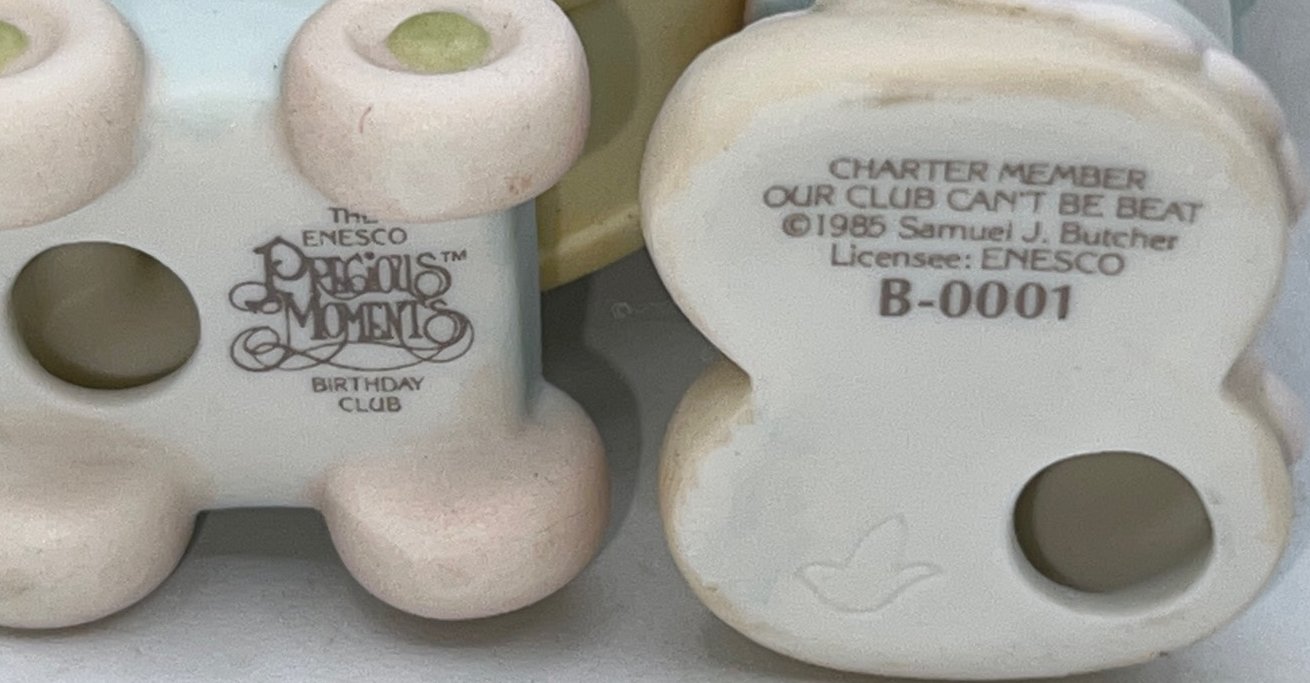 THE
ENESCO
PRECIOUS™
MOMENTS
BIRTHDAY
CLUB
CHARTER MEMBER
OUR CLUB CAN'T BE BEAT
©1985 Samuel J. Butcher
Licensee: ENESCO
B-0001